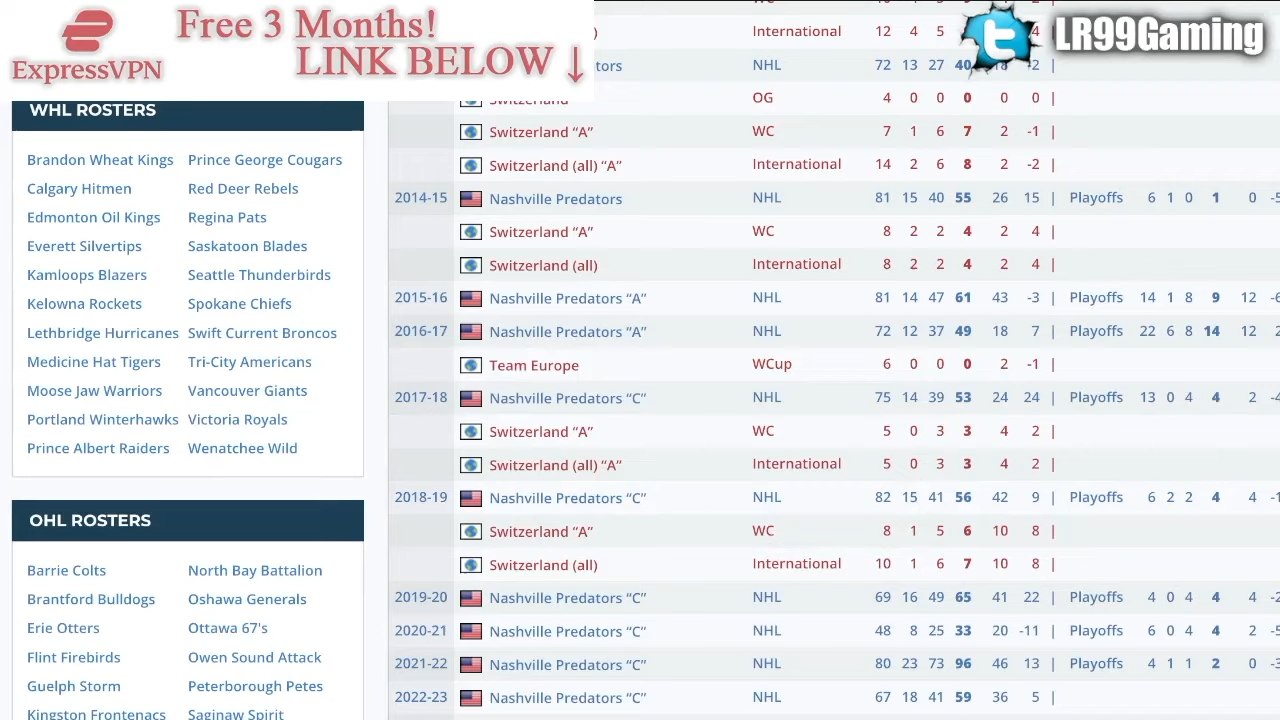 Free 3 Months!
LINK BELOW ↓
ExpressVPN
LR99Gaming
WHL ROSTERS
Brandon Wheat Kings Prince George Cougars
Calgary Hitmen Red Deer Rebels
Edmonton Oil Kings Regina Pats
Everett Silvertips Saskatoon Blades
Kamloops Blazers Seattle Thunderbirds
Kelowna Rockets Spokane Chiefs
Lethbridge Hurricanes Swift Current Broncos
Medicine Hat Tigers Tri-City Americans
Moose Jaw Warriors Vancouver Giants
Portland Winterhawks Victoria Royals
Prince Albert Raiders Wenatchee Wild
OHL ROSTERS
Barrie Colts North Bay Battalion
Brantford Bulldogs Oshawa Generals
Erie Otters Ottawa 67's
Flint Firebirds Owen Sound Attack
Guelph Storm Peterborough Petes
Kingston Frontenacs Saginaw Spirit
International 12 4 5 4
NHL 72 13 27 40 18 -2
Switzerland OG 4 0 0 0 0 0 |
Switzerland “A” WC 7 1 6 7 2 -1 |
Switzerland (all) “A” International 14 2 6 8 2 -2 |
2014-15 Nashville Predators NHL 81 15 40 55 26 15 | Playoffs 6 1 0 1 0 -5
Switzerland “A” WC 8 2 2 4 2 4 |
Switzerland (all) International 8 2 2 4 2 4 |
2015-16 Nashville Predators “A” NHL 81 14 47 61 43 -3 | Playoffs 14 1 8 9 12 -6
2016-17 Nashville Predators “A” NHL 72 12 37 49 18 7 | Playoffs 22 6 8 14 12 2
Team Europe WCup 6 0 0 0 2 -1 |
2017-18 Nashville Predators “C” NHL 75 14 39 53 24 24 | Playoffs 13 0 4 4 2 -4
Switzerland “A” WC 5 0 3 3 4 2 |
Switzerland (all) “A” International 5 0 3 3 4 2 |
2018-19 Nashville Predators “C” NHL 82 15 41 56 42 9 | Playoffs 6 2 2 4 4 -1
Switzerland “A” WC 8 1 5 6 10 8 |
Switzerland (all) International 10 1 6 7 10 8 |
2019-20 Nashville Predators “C” NHL 69 16 49 65 41 22 | Playoffs 4 0 4 4 4 -2
2020-21 Nashville Predators “C” NHL 48 8 25 33 20 -11 | Playoffs 6 0 4 4 2 -5
2021-22 Nashville Predators “C” NHL 80 23 73 96 46 13 | Playoffs 4 1 1 2 0 -3
2022-23 Nashville Predators “C” NHL 67 18 41 59 36 5 |